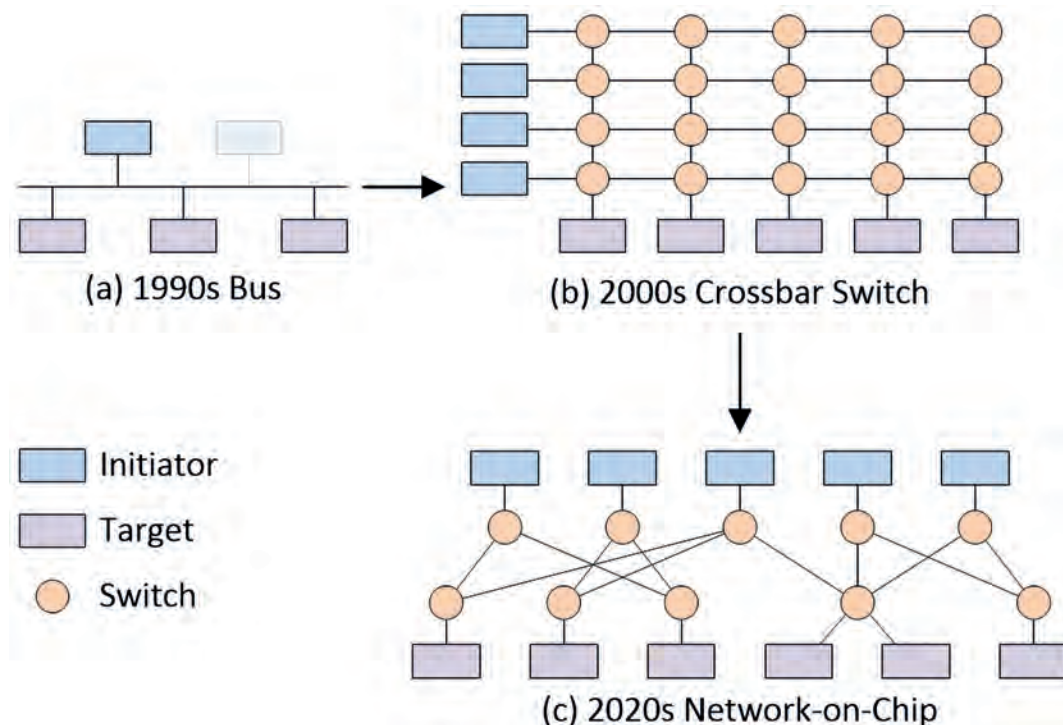 (a) 1990s Bus
(b) 2000s Crossbar Switch
Initiator
Target
Switch
(c) 2020s Network-on-Chip